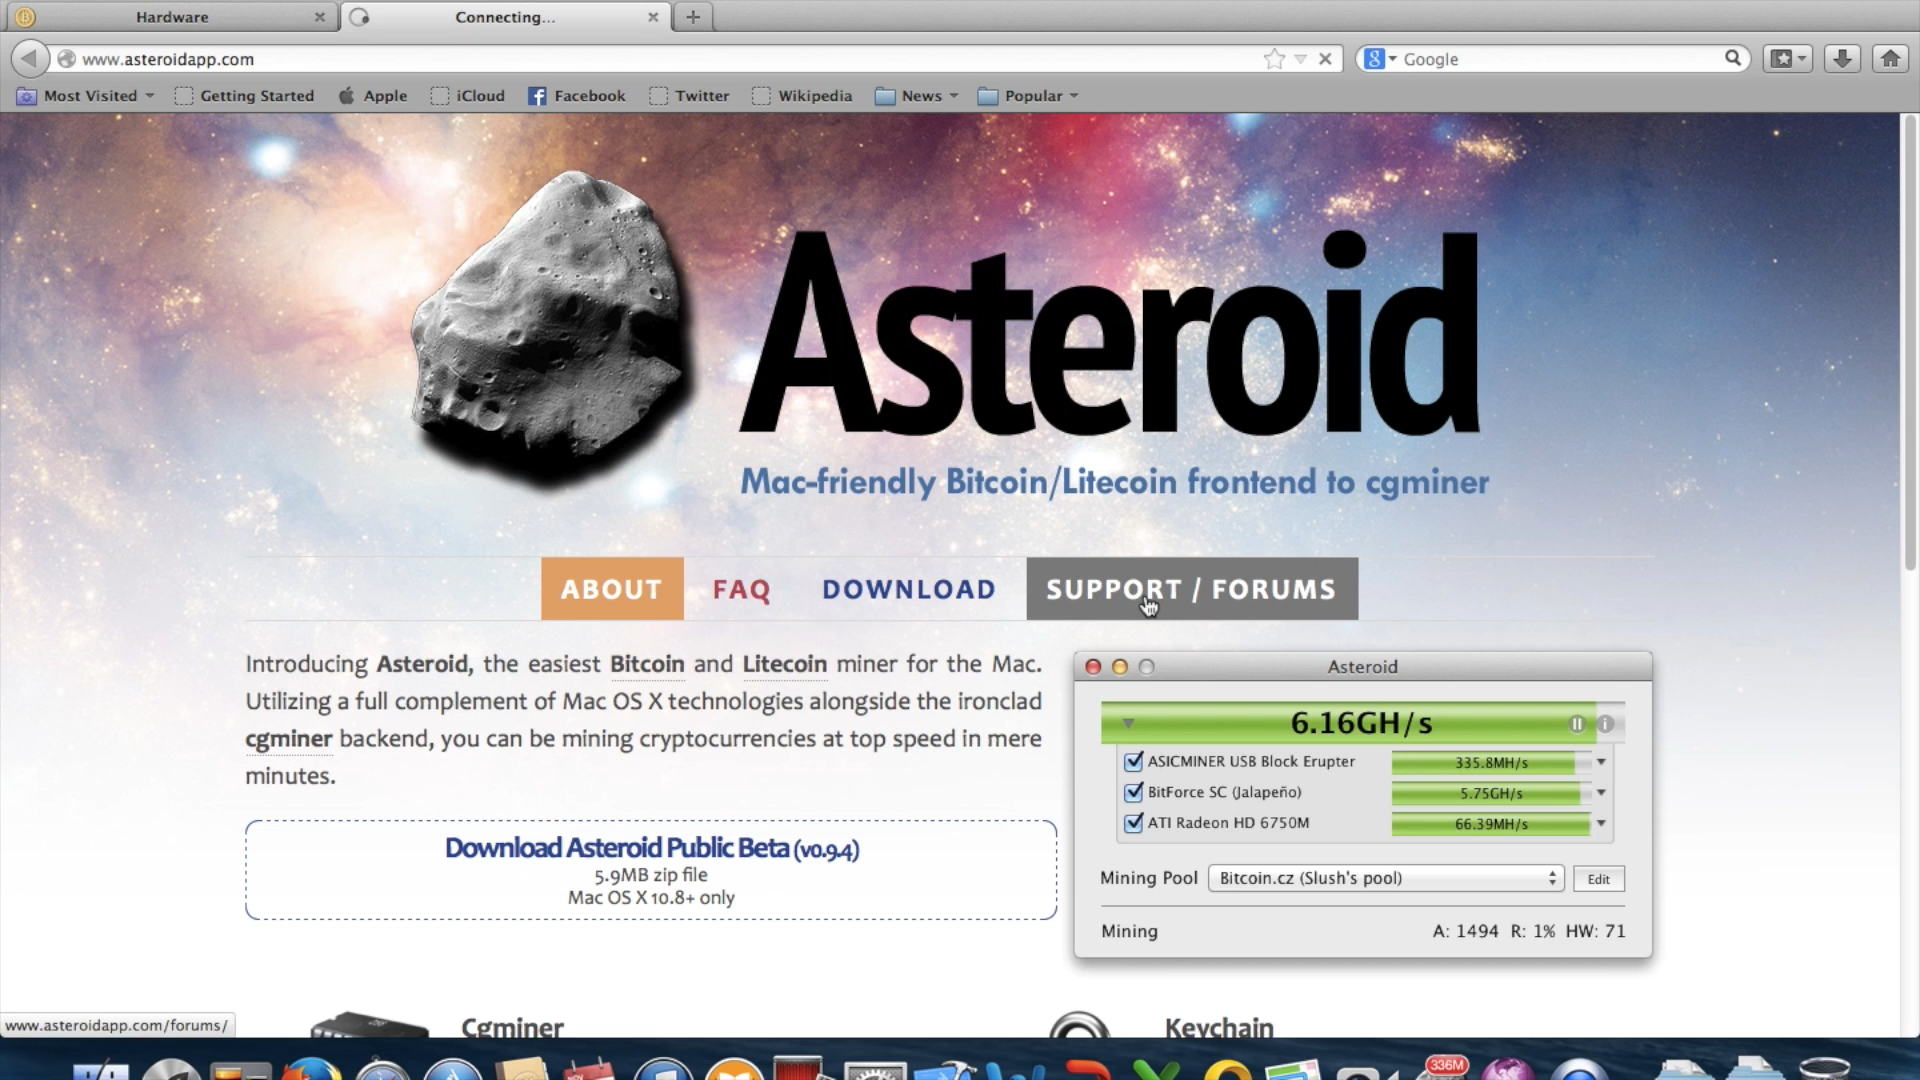 Hardware
Connecting...
www.asteroidapp.com
Google
Most Visited
Getting Started
Apple
iCloud
Facebook
Twitter
Wikipedia
News
Popular
Asteroid
Mac-friendly Bitcoin/Litecoin frontend to cgminer
ABOUT
FAQ
DOWNLOAD
SUPPORT / FORUMS
Introducing Asteroid, the easiest Bitcoin and Litecoin miner for the Mac.
Utilizing a full complement of Mac OS X technologies alongside the ironclad
cgminer backend, you can be mining cryptocurrencies at top speed in mere
minutes.
Download Asteroid Public Beta (v0.9.4)
5.9MB zip file
Mac OS X 10.8+ only
Asteroid
6.16GH/s
ASICMINER USB Block Erupter 335.8MH/s
BitForce SC (Jalapeño) 5.75GH/s
ATI Radeon HD 6750M 66.39MH/s
Mining Pool Bitcoin.cz (Slush's pool) Edit
Mining A: 1494 R: 1% HW: 71
Cgminer
Keychain
www.asteroidapp.com/forums/
336M